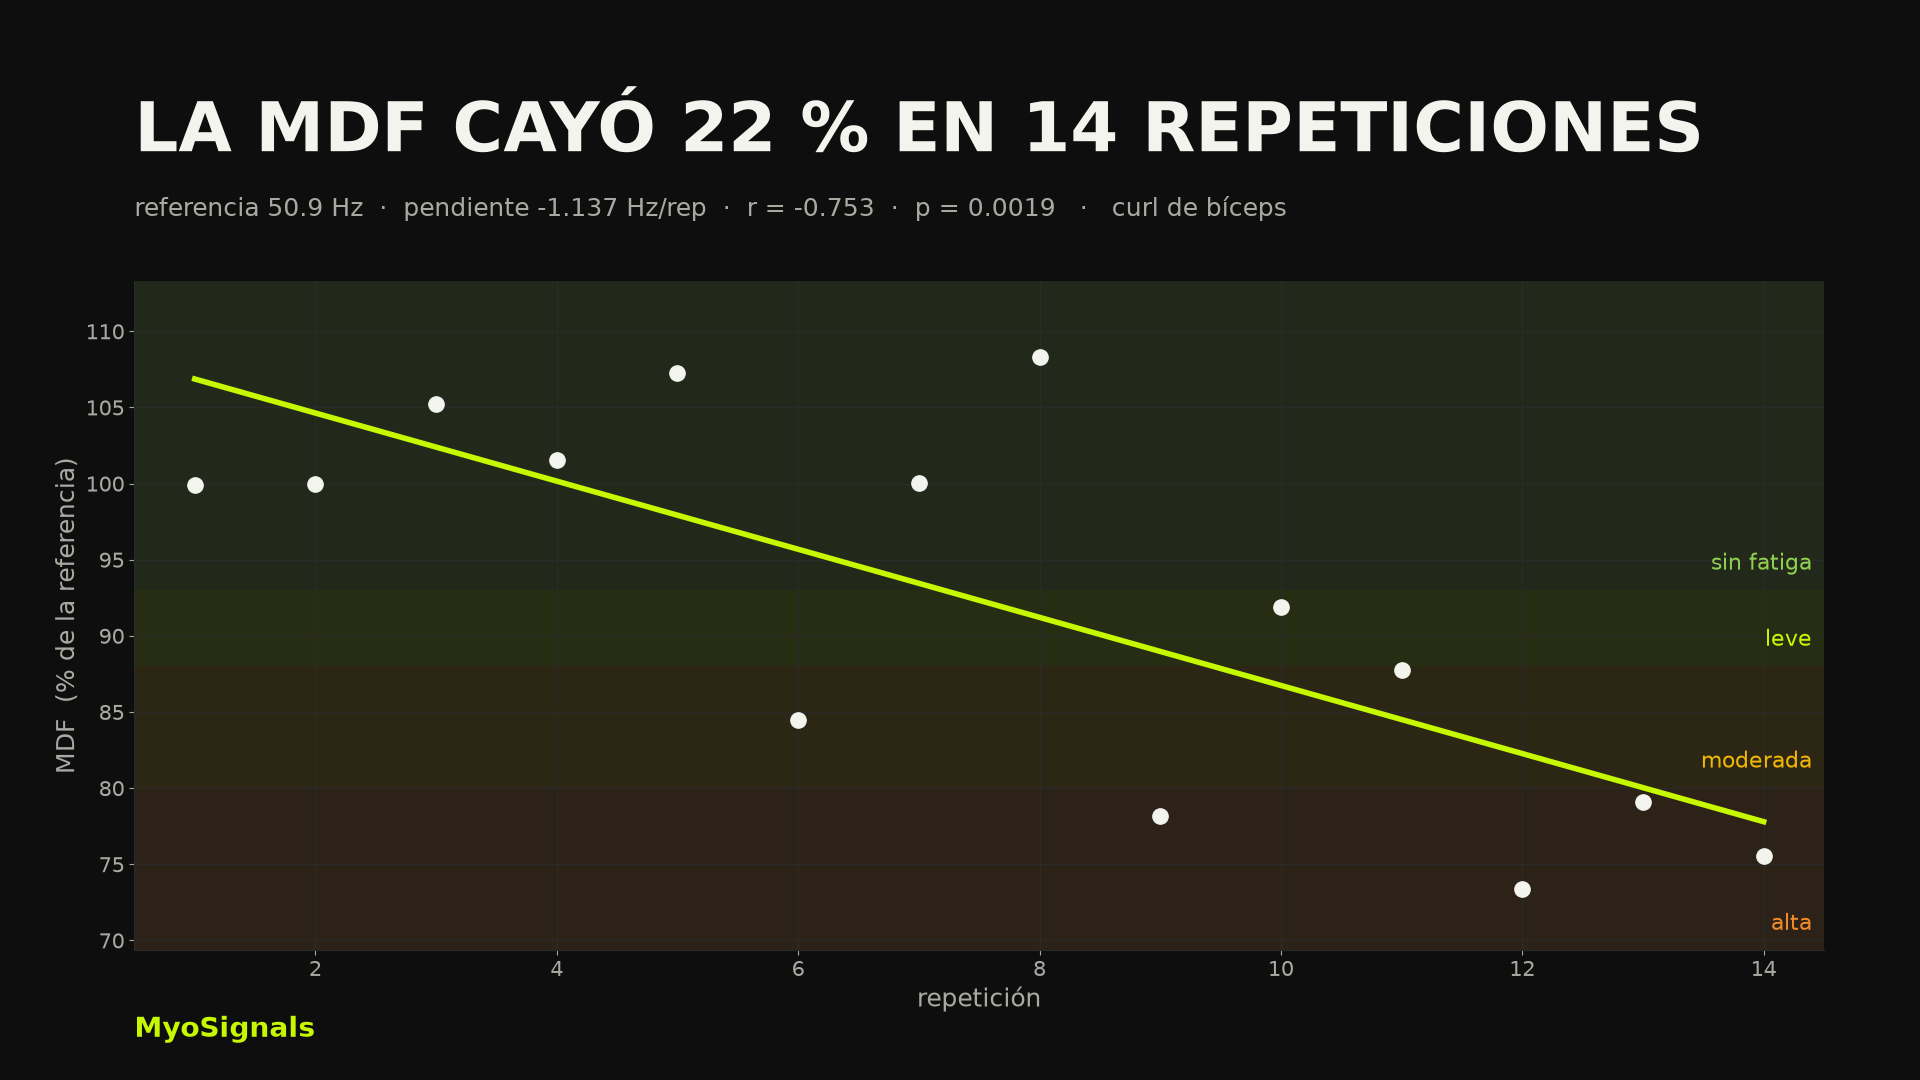 LA MDF CAYÓ 22 % EN 14 REPETICIONES
referencia 50.9 Hz · pendiente -1.137 Hz/rep · r = -0.753 · p = 0.0019 · curl de bíceps
MDF (% de la referencia)
110
105
100
95
90
85
80
75
70
sin fatiga
leve
moderada
alta
2 4 6 8 10 12 14
repetición
MyoSignals